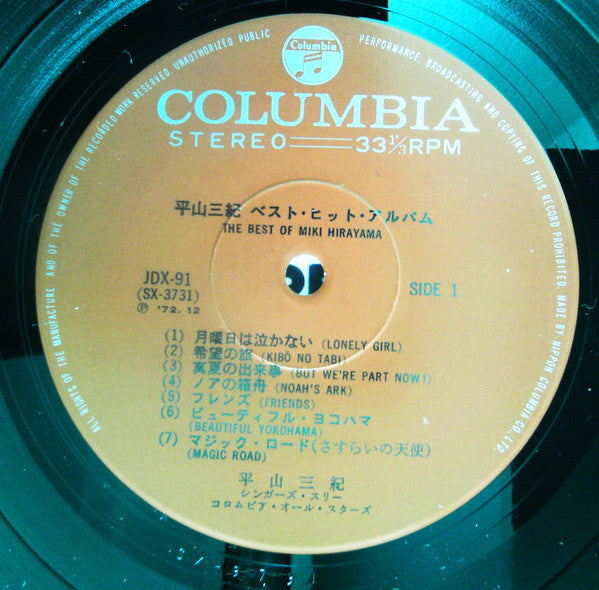 ALL RIGHTS OF THE MANUFACTURE AND OF THE OWNER OF THE RECORDED WORK RESERVED. UNAUTHORIZED PUBLIC PERFORMANCE, BROADCASTING AND COPYING OF THIS RECORD PROHIBITED. MADE BY NIPPON COLUMBIA CO., LTD.
Columbia
COLUMBIA
STEREO 33⅓RPM
平山三紀 ベスト・ヒット・アルバム
THE BEST OF MIKI HIRAYAMA
JDX-91
(SX-3731)
Ⓟ '72.12
SIDE 1
(1) 月曜日は泣かない (LONELY GIRL)
(2) 希望の旅 (KIBŌ NO TABI)
(3) 真夏の出来事 (BUT WE'RE PART NOW!)
(4) ノアの箱舟 (NOAH'S ARK)
(5) フレンズ (FRIENDS)
(6) ビューティフル・ヨコハマ
(BEAUTIFUL YOKOHAMA)
(7) マジック・ロード(さすらいの天使)
(MAGIC ROAD)
平山三紀
シンガーズ・スリー
コロムビア・オール・スターズ